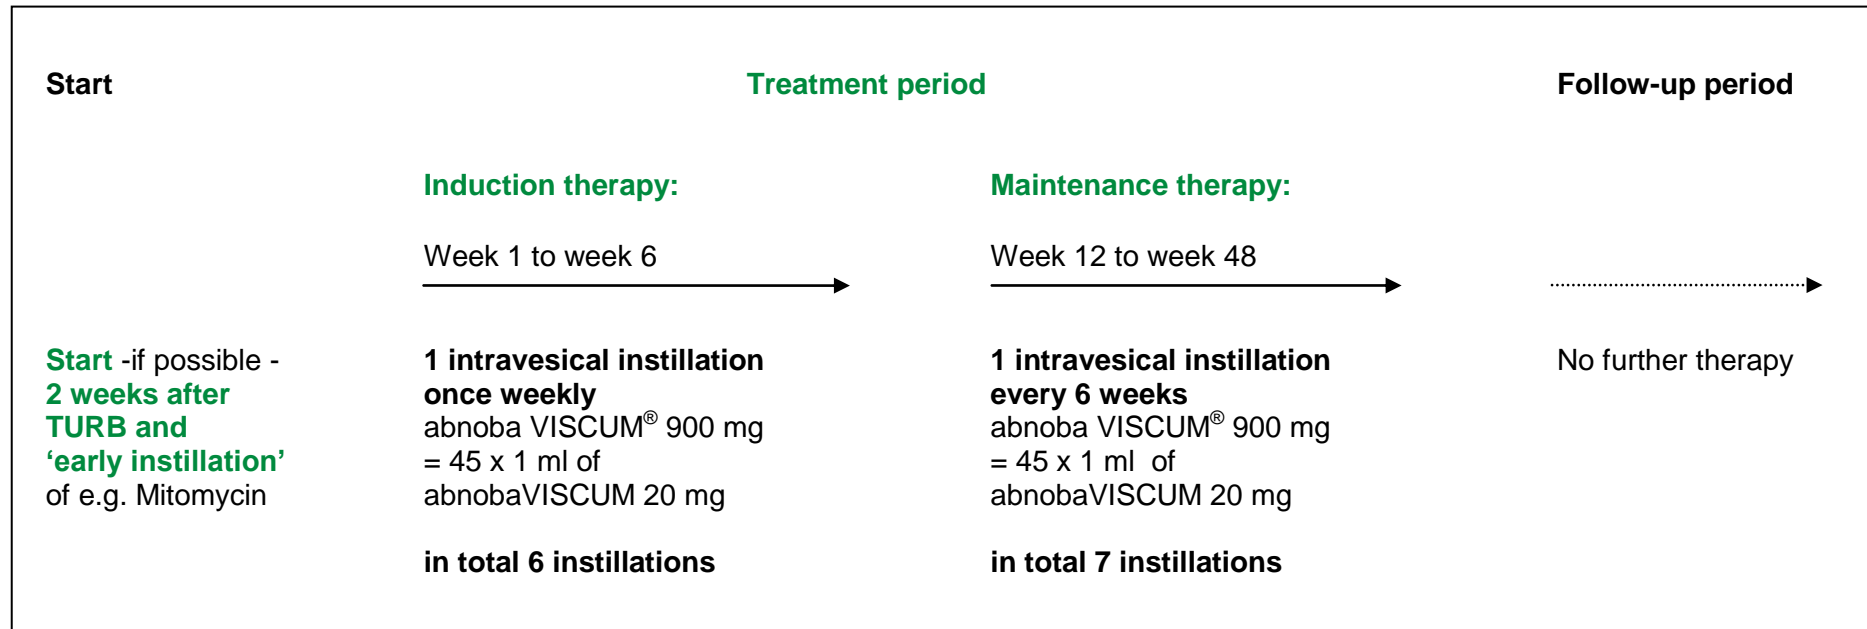 Start
Treatment period
Follow-up period
Induction therapy:
Maintenance therapy:
Week 1 to week 6
Week 12 to week 48
Start -if possible -
2 weeks after
TURB and
‘early instillation’
of e.g. Mitomycin
1 intravesical instillation
once weekly
abnoba VISCUM® 900 mg
= 45 x 1 ml of
abnobaVISCUM 20 mg
in total 6 instillations
1 intravesical instillation
every 6 weeks
abnoba VISCUM® 900 mg
= 45 x 1 ml  of
abnobaVISCUM 20 mg
in total 7 instillations
No further therapy